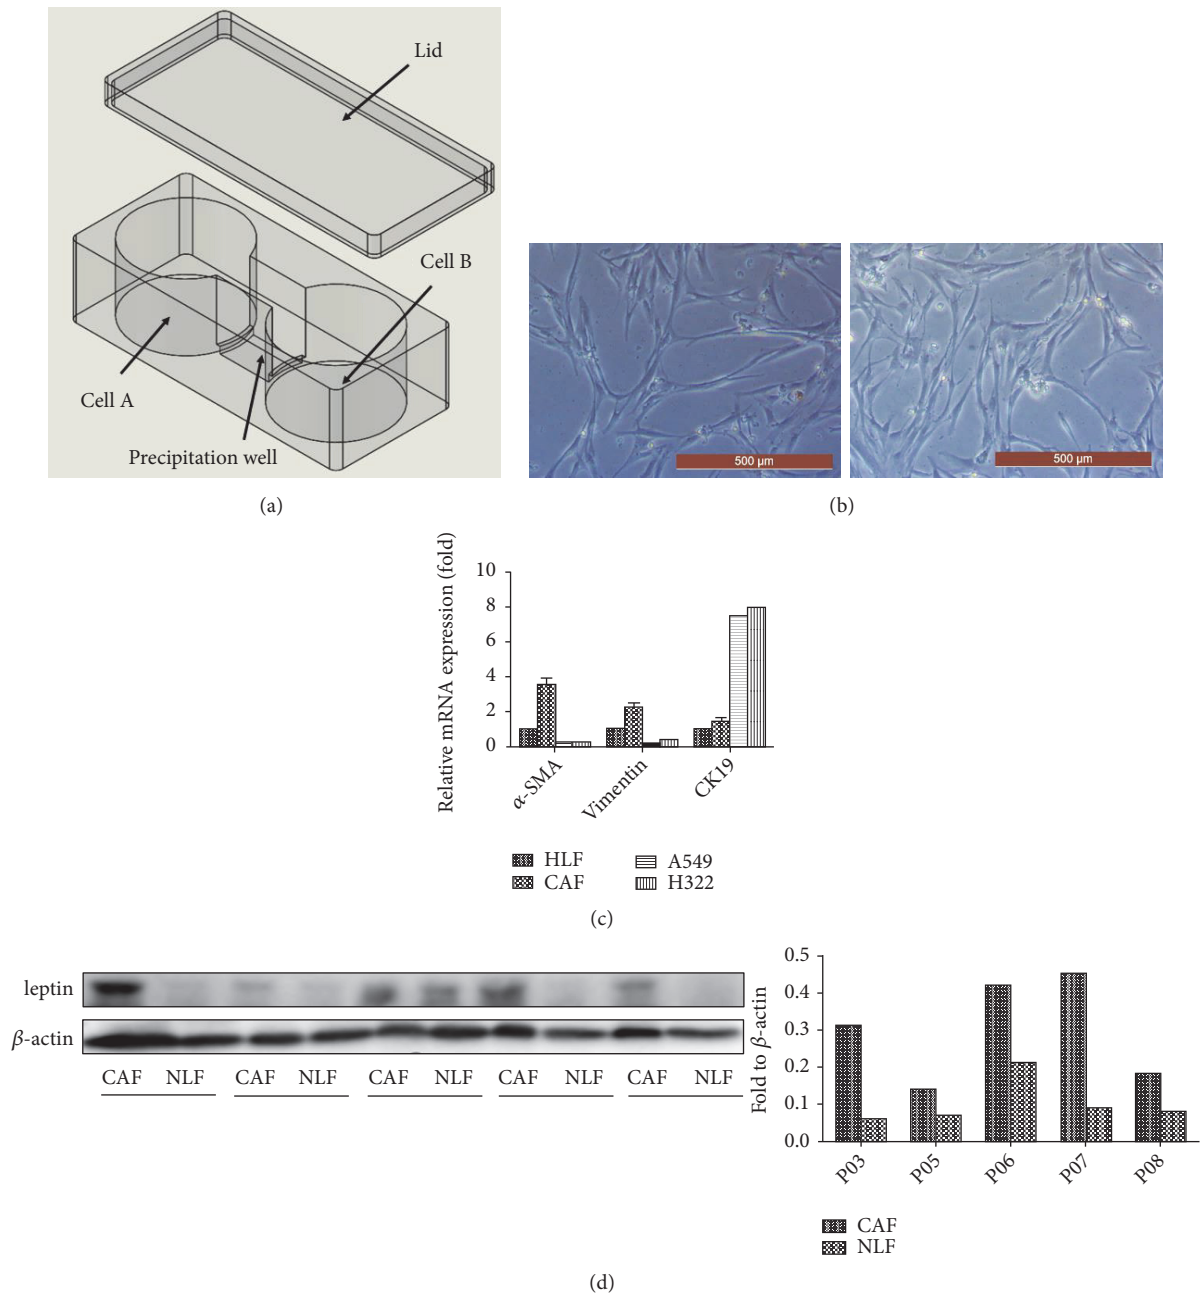 Lid
Cell B
Cell A
Precipitation well
(a)
500 µm
500 µm
(b)
Relative mRNA expression (fold)
10
8
6
4
2
0
α-SMA
Vimentin
CK19
HLF
CAF
A549
H322
(c)
leptin
β-actin
CAF NLF CAF NLF CAF NLF CAF NLF CAF NLF
Fold to β-actin
0.5
0.4
0.3
0.2
0.1
0.0
P03
P05
P06
P07
P08
CAF
NLF
(d)